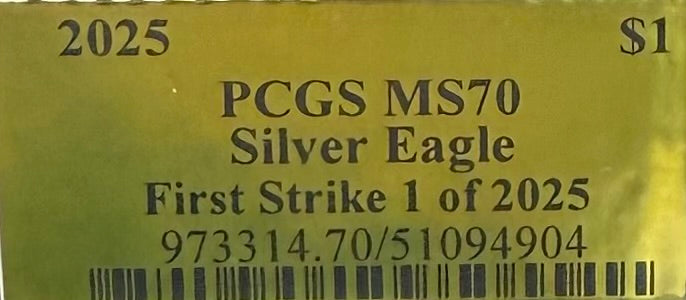 2025 $1
PCGS MS70
Silver Eagle
First Strike 1 of 2025
973314.70/51094904